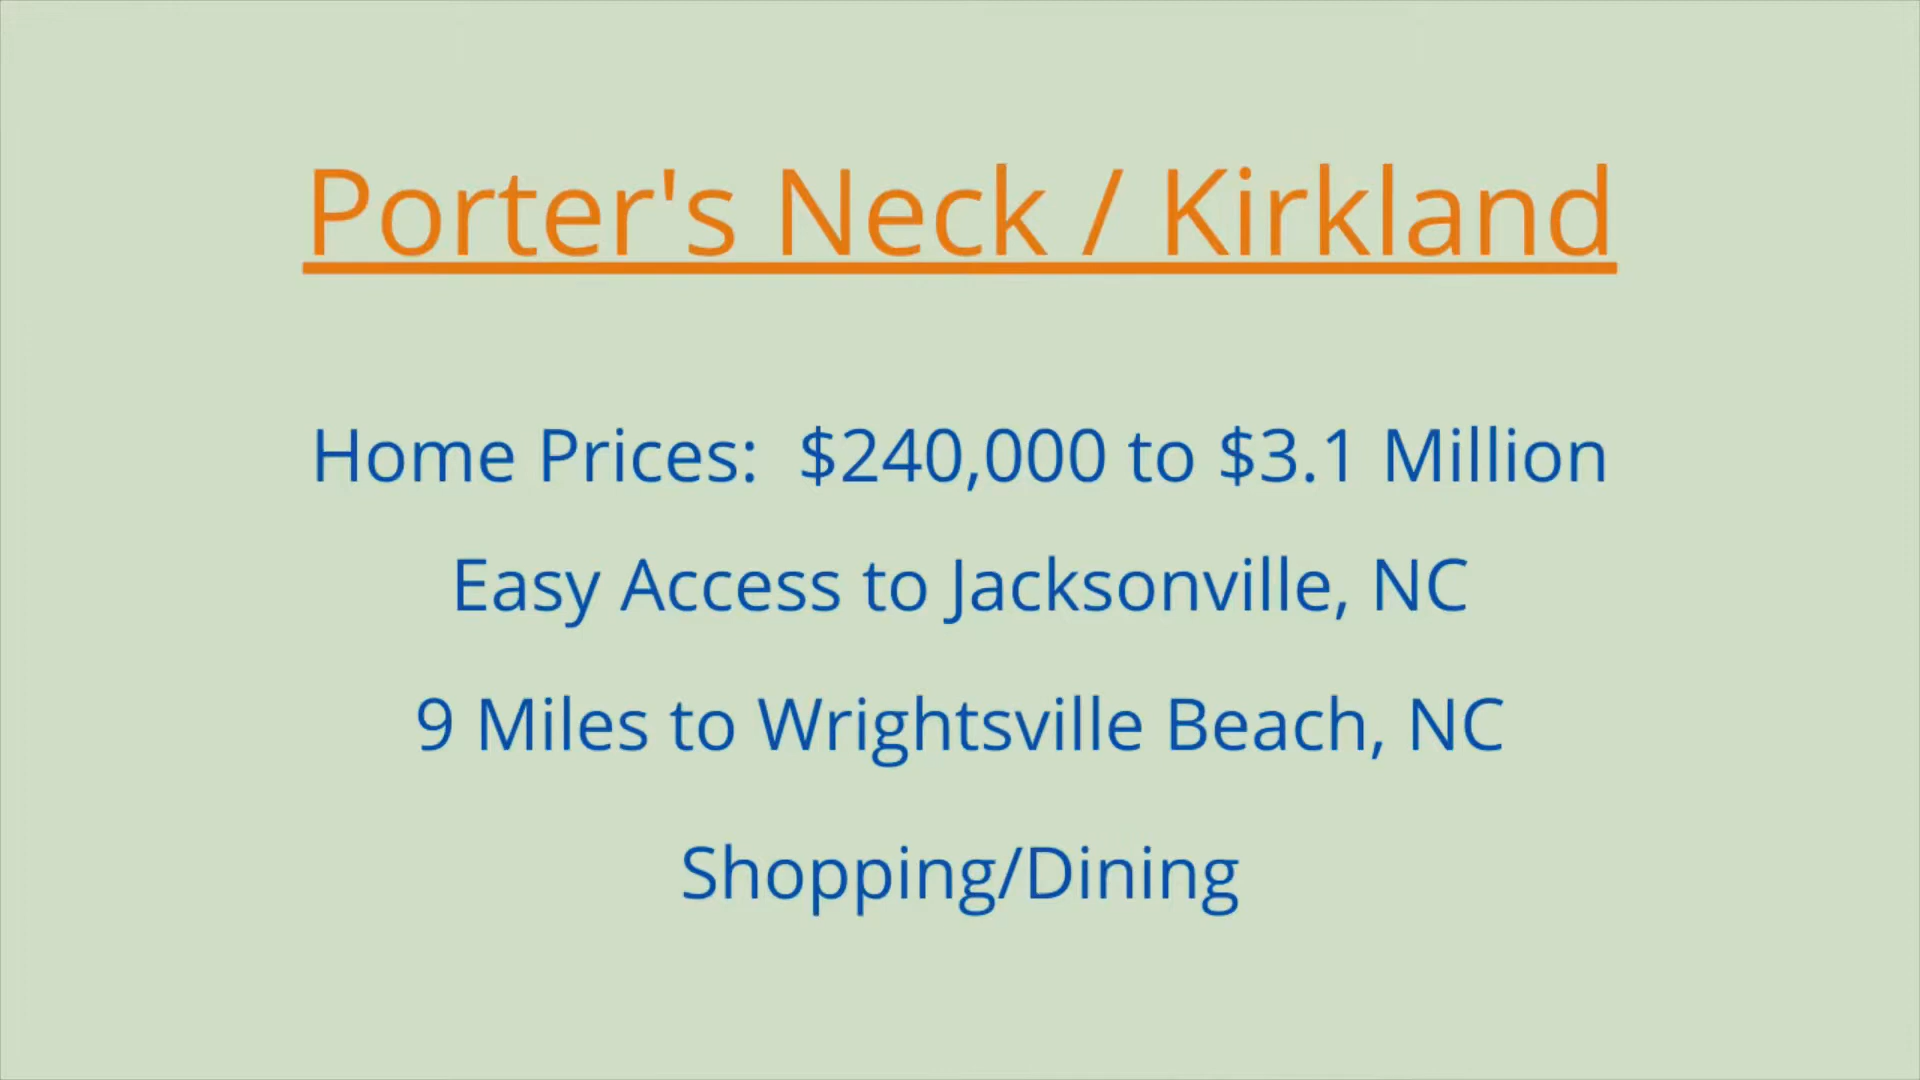 Porter's Neck / Kirkland
Home Prices:  $240,000 to $3.1 Million
Easy Access to Jacksonville, NC
9 Miles to Wrightsville Beach, NC
Shopping/Dining